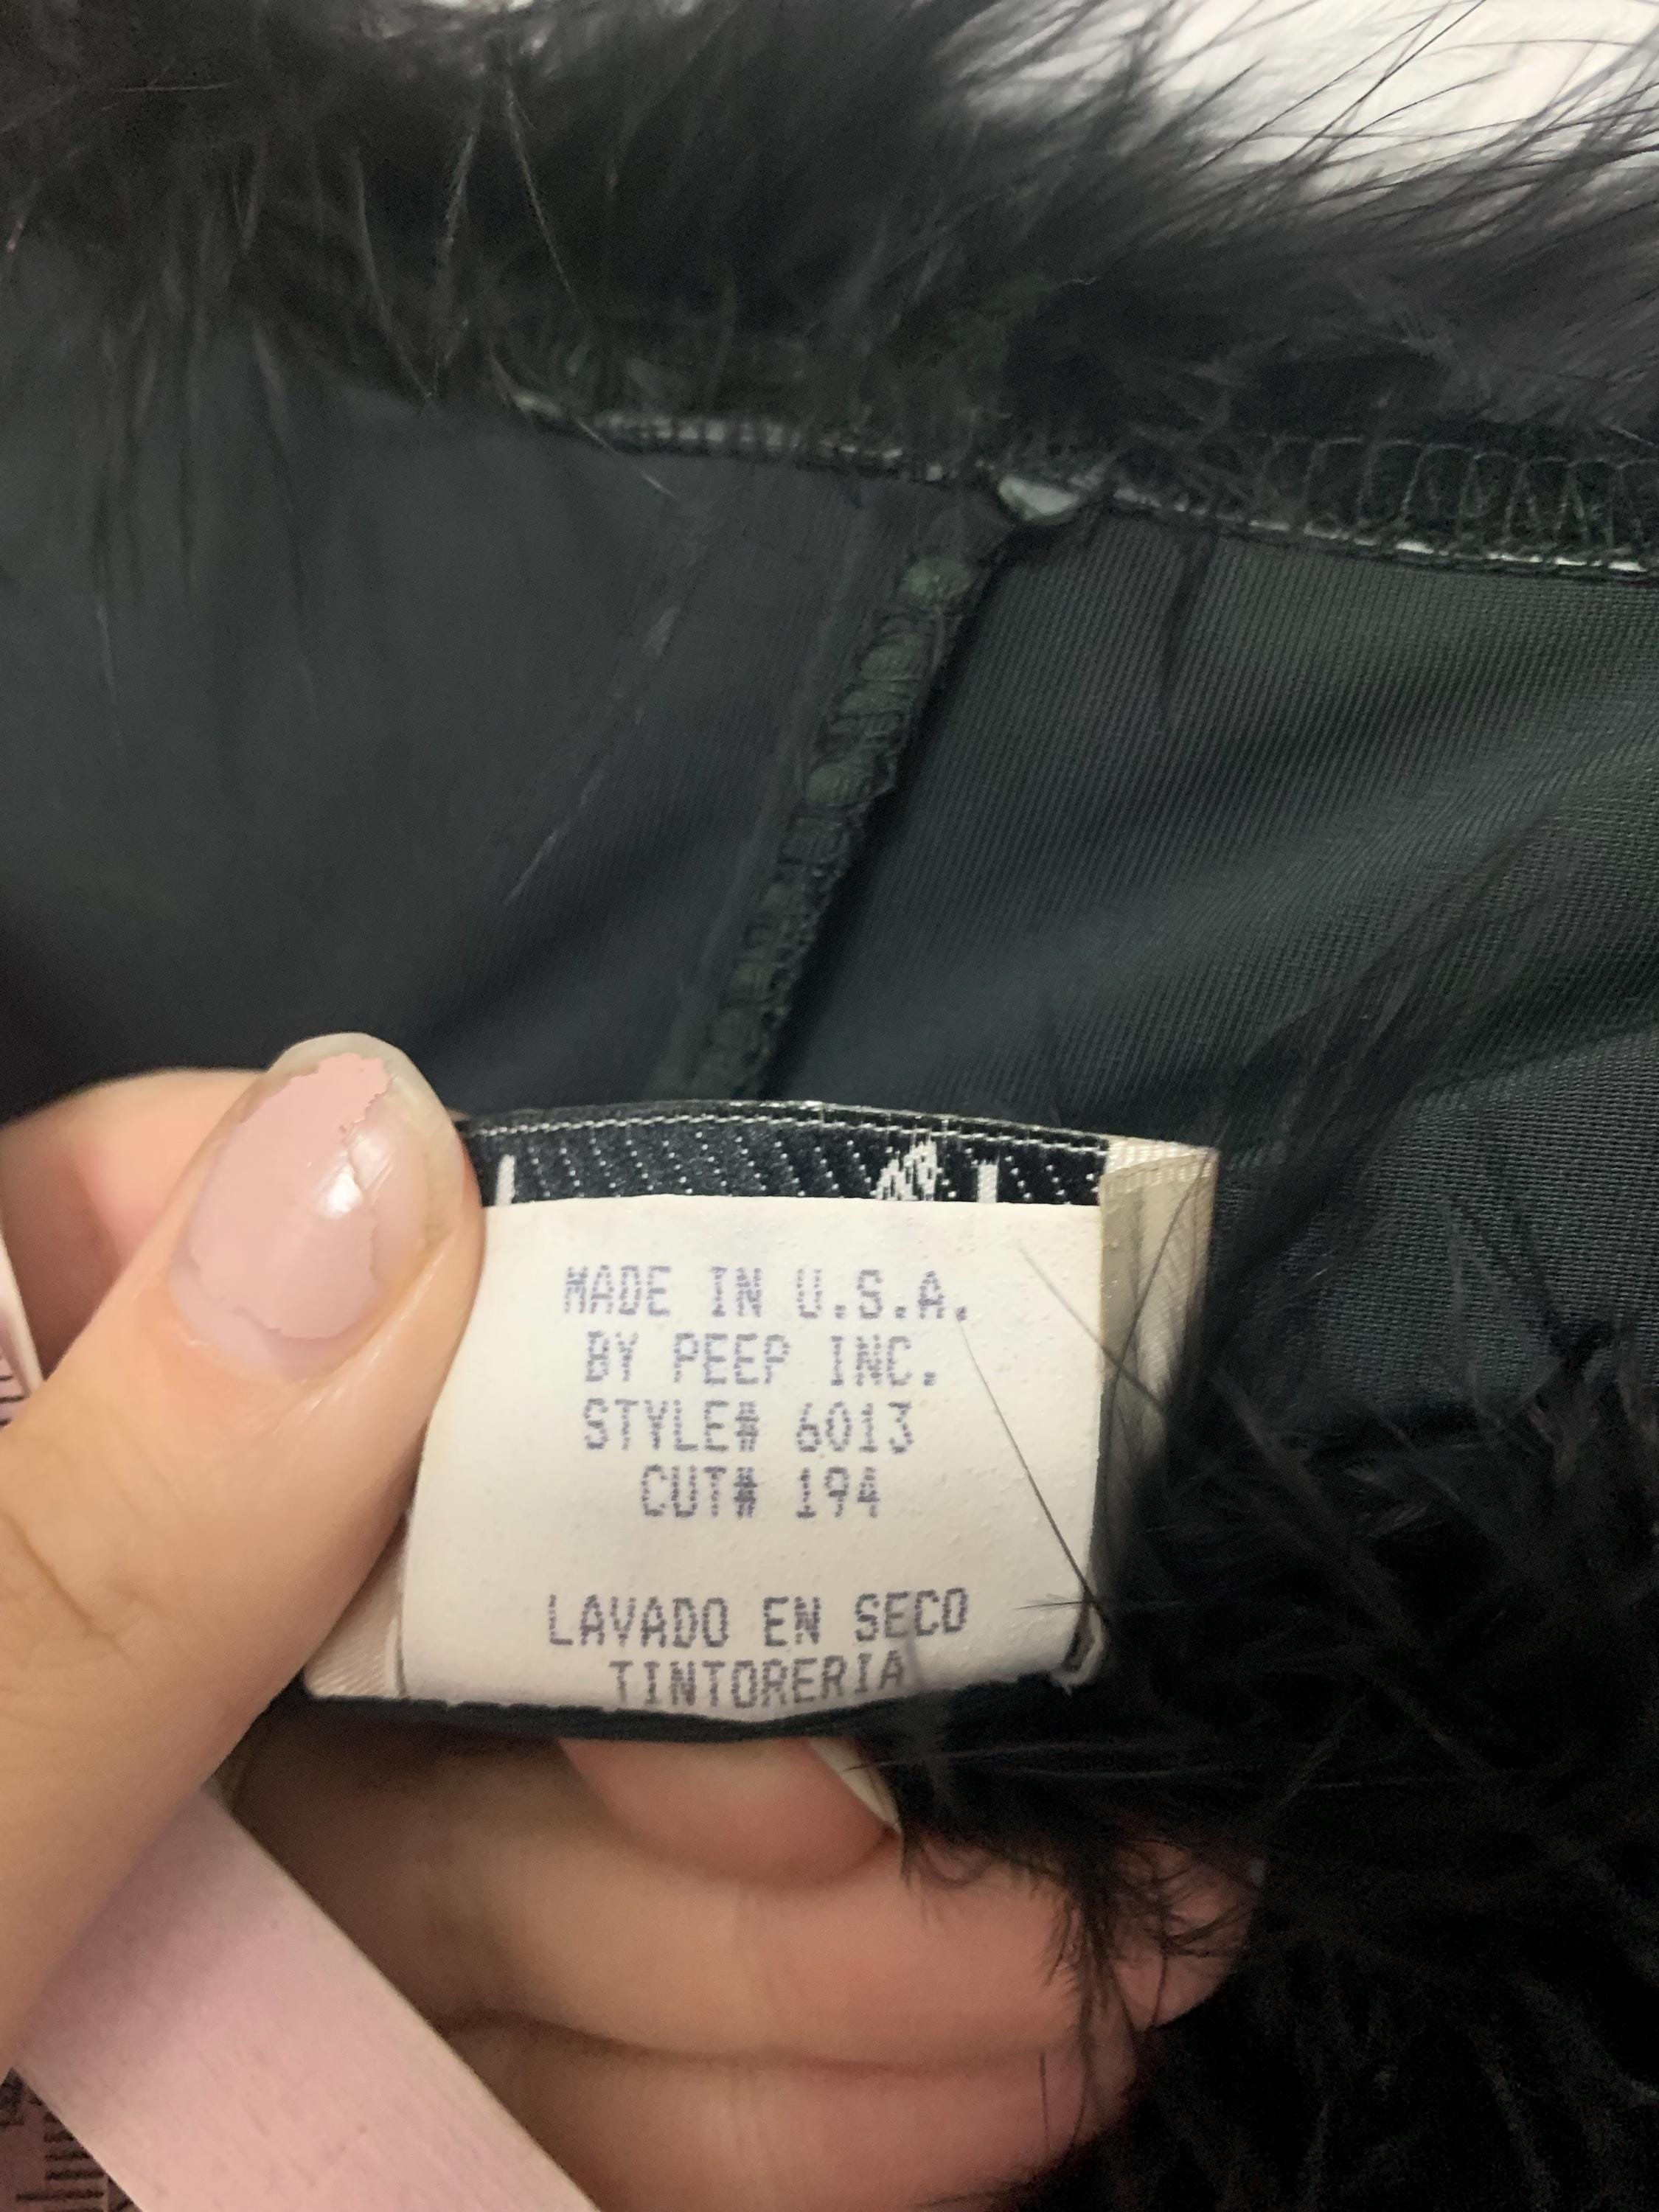 MADE IN U.S.A.
BY PEEP INC.
STYLE# 6013
CUT# 194
LAVADO EN SECO
TINTORERIA